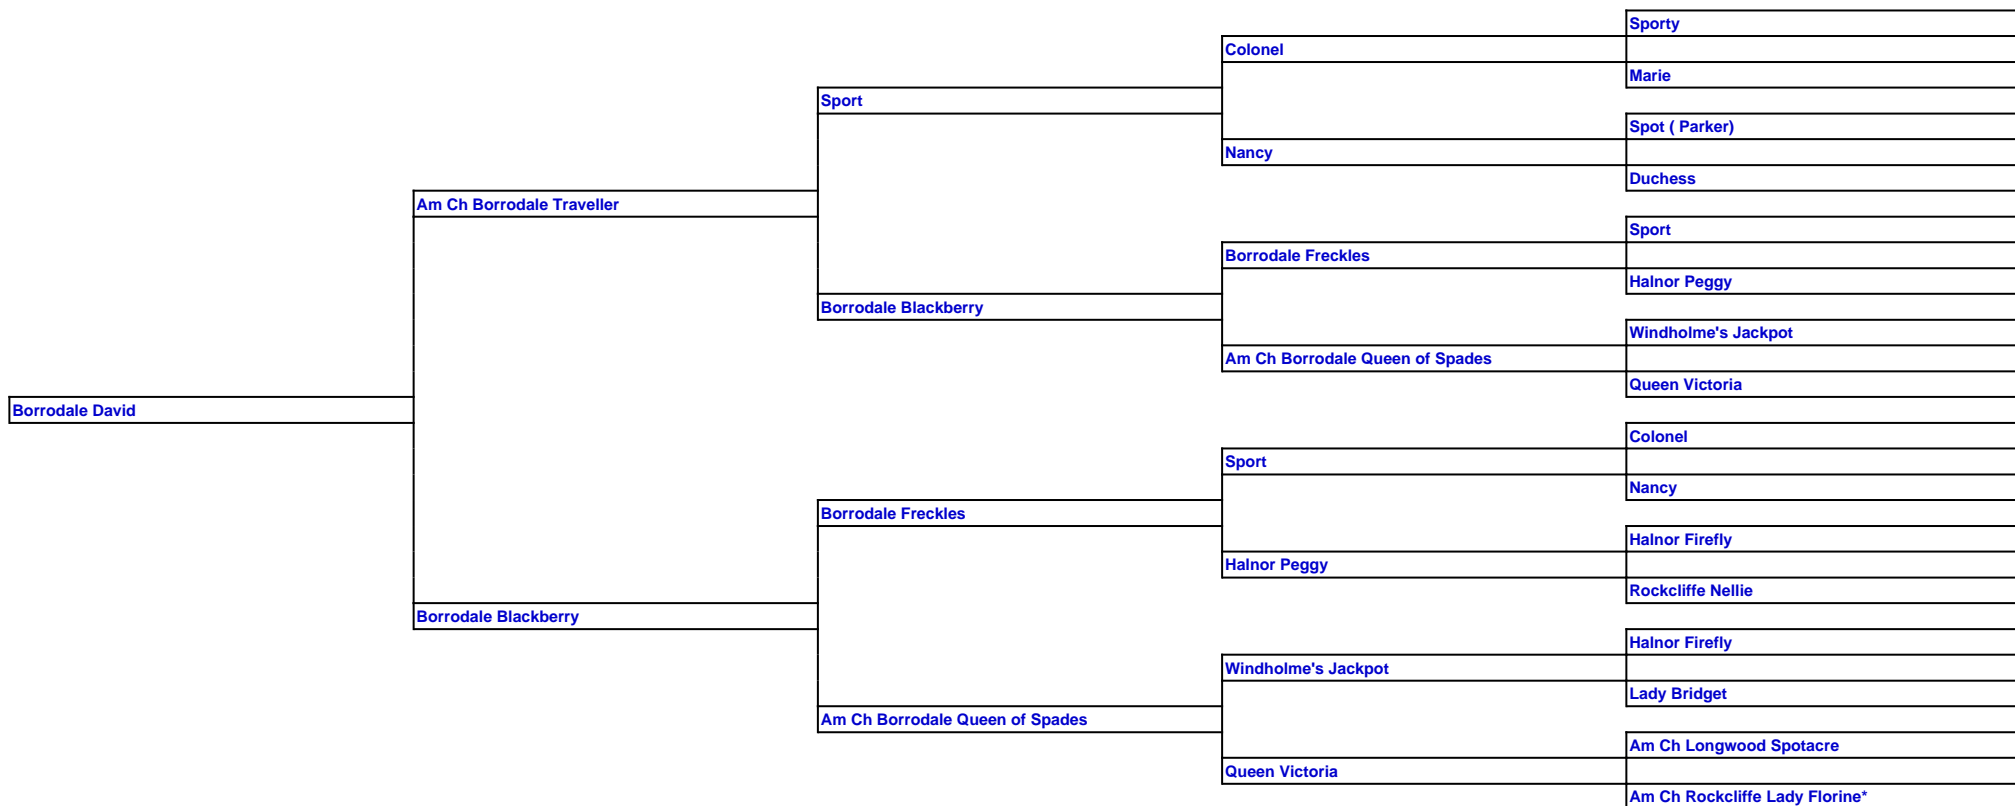 Sporty
Colonel
Marie
Sport
Spot ( Parker)
Nancy
Duchess
Am Ch Borrodale Traveller
Sport
Borrodale Freckles
Halnor Peggy
Borrodale Blackberry
Windholme's Jackpot
Am Ch Borrodale Queen of Spades
Queen Victoria
Borrodale David
Colonel
Sport
Nancy
Borrodale Freckles
Halnor Firefly
Halnor Peggy
Rockcliffe Nellie
Borrodale Blackberry
Halnor Firefly
Windholme's Jackpot
Lady Bridget
Am Ch Borrodale Queen of Spades
Am Ch Longwood Spotacre
Queen Victoria
Am Ch Rockcliffe Lady Florine*